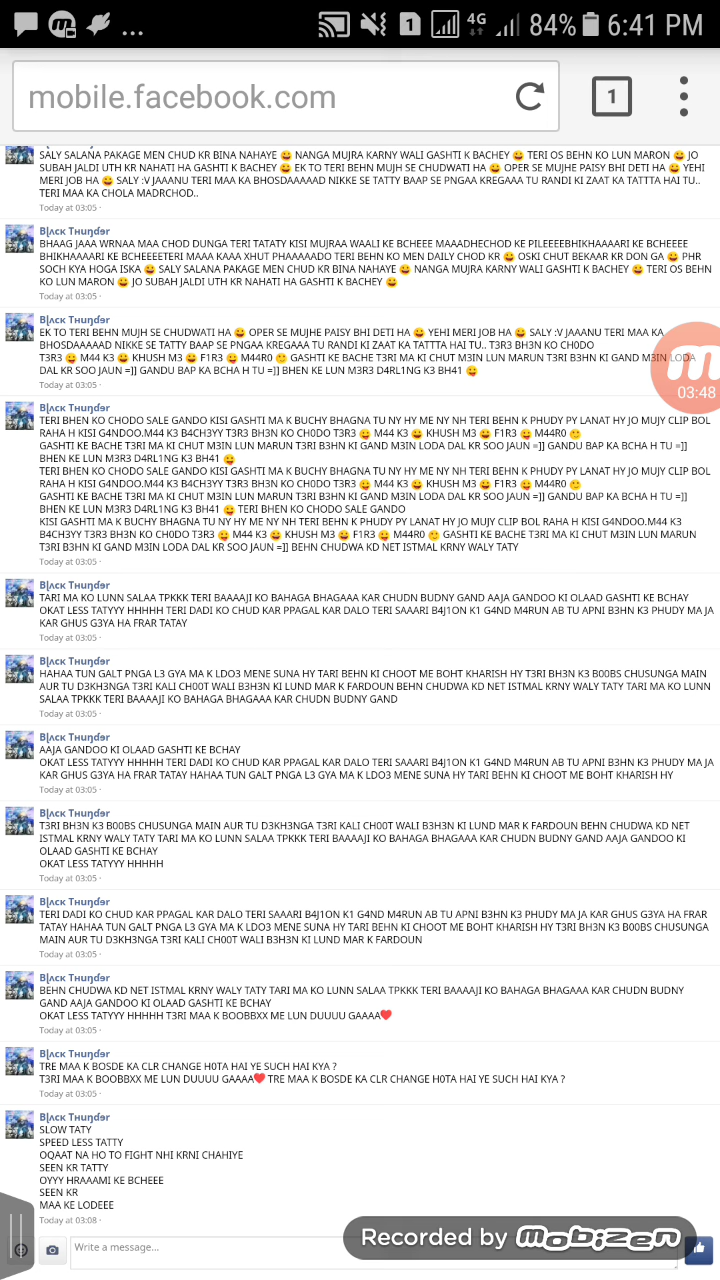 4G 84% 6:41 PM
mobile.facebook.com
1
SALY SALANA PAKAGE MEN CHUD KR BINA NAHAYE 😛 NANGA MUJRA KARNY WALI GASHTI K BACHEY 😛 TERI OS BEHN KO LUN MARON 😛 JO
SUBAH JALDI UTH KR NAHATI HA GASHTI K BACHEY 😛 EK TO TERI BEHN MUJH SE CHUDWATI HA 😛 OPER SE MUJHE PAISY BHI DETI HA 😛 YEHI
MERI JOB HA 😛 SALY :V JAAANU TERI MAA KA BHOSDAAAAAD NIKKE SE TATTY BAAP SE PNGAA KREGAAA TU RANDI KI ZAAT KA TATTTA HAI TU..
TERI MAA KA CHOLA MADRCHOD..
Today at 03:05 ·
Bʆʌcĸ Tнuŋɗɘr
BHAAG JAAA WRNAA MAA CHOD DUNGA TERI TATATY KISI MUJRAA WAALI KE BCHEEE MAAADHECHOD KE PILEEEEBHIKHAAAARI KE BCHEEEE
BHIKHAAAARI KE BCHEEEETERI MAAA KAAA XHUT PHAAAAADO TERI BEHN KO MEN DAILY CHOD KR 😛 OSKI CHUT BEKAAR KR DON GA 😛 PHR
SOCH KYA HOGA ISKA 😛 SALY SALANA PAKAGE MEN CHUD KR BINA NAHAYE 😛 NANGA MUJRA KARNY WALI GASHTI K BACHEY 😛 TERI OS BEHN
KO LUN MARON 😛 JO SUBAH JALDI UTH KR NAHATI HA GASHTI K BACHEY 😛
Today at 03:05 ·
Bʆʌcĸ Tнuŋɗɘr
EK TO TERI BEHN MUJH SE CHUDWATI HA 😛 OPER SE MUJHE PAISY BHI DETI HA 😛 YEHI MERI JOB HA 😛 SALY :V JAAANU TERI MAA KA
BHOSDAAAAAD NIKKE SE TATTY BAAP SE PNGAA KREGAAA TU RANDI KI ZAAT KA TATTTA HAI TU.. T3R3 BH3N KO CH0DO
T3R3 😛 M44 K3 😛 KHUSH M3 😛 F1R3 😛 M44R0 🙂 GASHTI KE BACHE T3RI MA KI CHUT M3IN LUN MARUN T3RI B3HN KI GAND M3IN LODA
DAL KR SOO JAUN =]] GANDU BAP KA BCHA H TU =]] BHEN KE LUN M3R3 D4RL1NG K3 BH41 😛
Today at 03:05 ·
03:48
Bʆʌcĸ Tнuŋɗɘr
TERI BHEN KO CHODO SALE GANDO KISI GASHTI MA K BUCHY BHAGNA TU NY HY ME NY NH TERI BEHN K PHUDY PY LANAT HY JO MUJY CLIP BOL
RAHA H KISI G4NDOO.M44 K3 B4CH3YY T3R3 BH3N KO CH0DO T3R3 😛 M44 K3 😛 KHUSH M3 😛 F1R3 😛 M44R0 🙂
GASHTI KE BACHE T3RI MA KI CHUT M3IN LUN MARUN T3RI B3HN KI GAND M3IN LODA DAL KR SOO JAUN =]] GANDU BAP KA BCHA H TU =]]
BHEN KE LUN M3R3 D4RL1NG K3 BH41 😛
TERI BHEN KO CHODO SALE GANDO KISI GASHTI MA K BUCHY BHAGNA TU NY HY ME NY NH TERI BEHN K PHUDY PY LANAT HY JO MUJY CLIP BOL
RAHA H KISI G4NDOO.M44 K3 B4CH3YY T3R3 BH3N KO CH0DO T3R3 😛 M44 K3 😛 KHUSH M3 😛 F1R3 😛 M44R0 🙂
GASHTI KE BACHE T3RI MA KI CHUT M3IN LUN MARUN T3RI B3HN KI GAND M3IN LODA DAL KR SOO JAUN =]] GANDU BAP KA BCHA H TU =]]
BHEN KE LUN M3R3 D4RL1NG K3 BH41 😛 TERI BHEN KO CHODO SALE GANDO
KISI GASHTI MA K BUCHY BHAGNA TU NY HY ME NY NH TERI BEHN K PHUDY PY LANAT HY JO MUJY CLIP BOL RAHA H KISI G4NDOO.M44 K3
B4CH3YY T3R3 BH3N KO CH0DO T3R3 😛 M44 K3 😛 KHUSH M3 😛 F1R3 😛 M44R0 🙂 GASHTI KE BACHE T3RI MA KI CHUT M3IN LUN MARUN
T3RI B3HN KI GAND M3IN LODA DAL KR SOO JAUN =]] BEHN CHUDWA KD NET ISTMAL KRNY WALY TATY
Today at 03:05 ·
Bʆʌcĸ Tнuŋɗɘr
TARI MA KO LUNN SALAA TPKKK TERI BAAAAJI KO BAHAGA BHAGAAA KAR CHUDN BUDNY GAND AAJA GANDOO KI OLAAD GASHTI KE BCHAY
OKAT LESS TATYYY HHHHH TERI DADI KO CHUD KAR PPAGAL KAR DALO TERI SAAARI B4J1ON K1 G4ND M4RUN AB TU APNI B3HN K3 PHUDY MA JA
KAR GHUS G3YA HA FRAR TATAY
Today at 03:05 ·
Bʆʌcĸ Tнuŋɗɘr
HAHAA TUN GALT PNGA L3 GYA MA K LDO3 MENE SUNA HY TARI BEHN KI CHOOT ME BOHT KHARISH HY T3RI BH3N K3 B00BS CHUSUNGA MAIN
AUR TU D3KH3NGA T3RI KALI CH00T WALI B3H3N KI LUND MAR K FARDOUN BEHN CHUDWA KD NET ISTMAL KRNY WALY TATY TARI MA KO LUNN
SALAA TPKKK TERI BAAAAJI KO BAHAGA BHAGAAA KAR CHUDN BUDNY GAND
Today at 03:05 ·
Bʆʌcĸ Tнuŋɗɘr
AAJA GANDOO KI OLAAD GASHTI KE BCHAY
OKAT LESS TATYYY HHHHH TERI DADI KO CHUD KAR PPAGAL KAR DALO TERI SAAARI B4J1ON K1 G4ND M4RUN AB TU APNI B3HN K3 PHUDY MA JA
KAR GHUS G3YA HA FRAR TATAY HAHAA TUN GALT PNGA L3 GYA MA K LDO3 MENE SUNA HY TARI BEHN KI CHOOT ME BOHT KHARISH HY
Today at 03:05 ·
Bʆʌcĸ Tнuŋɗɘr
T3RI BH3N K3 B00BS CHUSUNGA MAIN AUR TU D3KH3NGA T3RI KALI CH00T WALI B3H3N KI LUND MAR K FARDOUN BEHN CHUDWA KD NET
ISTMAL KRNY WALY TATY TARI MA KO LUNN SALAA TPKKK TERI BAAAAJI KO BAHAGA BHAGAAA KAR CHUDN BUDNY GAND AAJA GANDOO KI
OLAAD GASHTI KE BCHAY
OKAT LESS TATYYY HHHHH
Today at 03:05 ·
Bʆʌcĸ Tнuŋɗɘr
TERI DADI KO CHUD KAR PPAGAL KAR DALO TERI SAAARI B4J1ON K1 G4ND M4RUN AB TU APNI B3HN K3 PHUDY MA JA KAR GHUS G3YA HA FRAR
TATAY HAHAA TUN GALT PNGA L3 GYA MA K LDO3 MENE SUNA HY TARI BEHN KI CHOOT ME BOHT KHARISH HY T3RI BH3N K3 B00BS CHUSUNGA
MAIN AUR TU D3KH3NGA T3RI KALI CH00T WALI B3H3N KI LUND MAR K FARDOUN
Today at 03:05 ·
Bʆʌcĸ Tнuŋɗɘr
BEHN CHUDWA KD NET ISTMAL KRNY WALY TATY TARI MA KO LUNN SALAA TPKKK TERI BAAAAJI KO BAHAGA BHAGAAA KAR CHUDN BUDNY
GAND AAJA GANDOO KI OLAAD GASHTI KE BCHAY
OKAT LESS TATYYY HHHHH T3RI MAA K BOOBBXX ME LUN DUUUU GAAAA❤
Today at 03:05 ·
Bʆʌcĸ Tнuŋɗɘr
TRE MAA K BOSDE KA CLR CHANGE H0TA HAI YE SUCH HAI KYA ?
T3RI MAA K BOOBBXX ME LUN DUUUU GAAAA❤ TRE MAA K BOSDE KA CLR CHANGE H0TA HAI YE SUCH HAI KYA ?
Today at 03:05 ·
Bʆʌcĸ Tнuŋɗɘr
SLOW TATY
SPEED LESS TATTY
OQAAT NA HO TO FIGHT NHI KRNI CHAHIYE
SEEN KR TATTY
OYYY HRAAAMI KE BCHEEE
SEEN KR
MAA KE LODEEE
Today at 03:08 ·
Write a message...
Recorded by mobizen